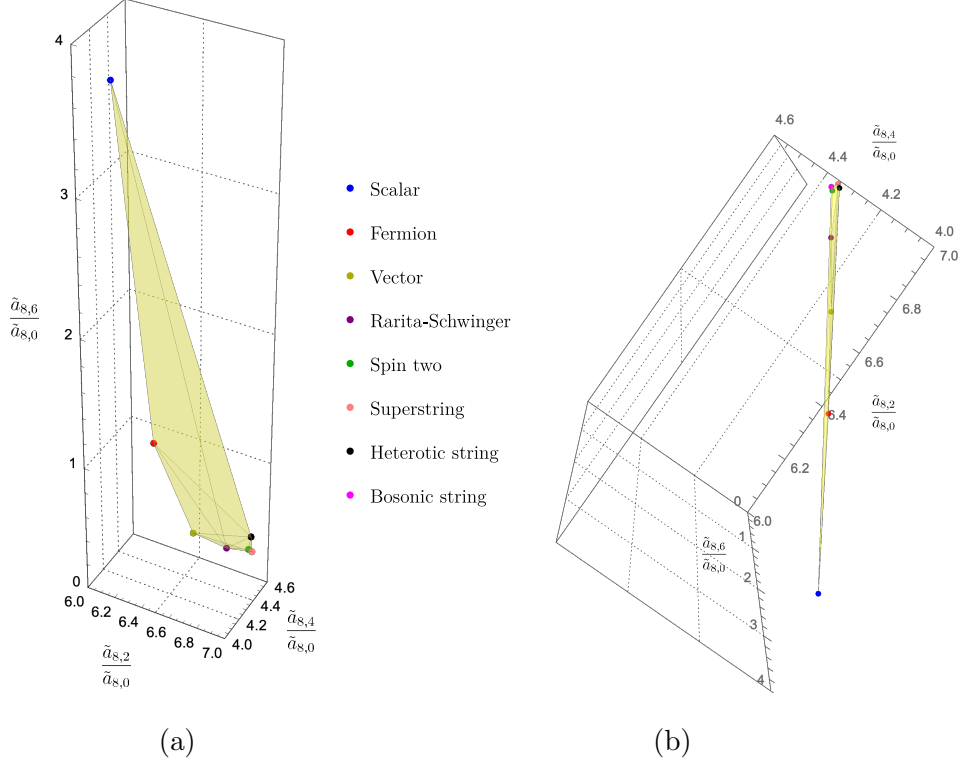 4
3
2
1
0
ã8,6
ã8,0
6.0
6.2
6.4
6.6
6.8
7.0
ã8,2
ã8,0
4.0
4.2
4.4
4.6
ã8,4
ã8,0
Scalar
Fermion
Vector
Rarita-Schwinger
Spin two
Superstring
Heterotic string
Bosonic string
4.6
4.4
4.2
4.0
ã8,4
ã8,0
7.0
6.8
6.6
6.4
6.2
6.0
ã8,2
ã8,0
0
1
2
3
4
ã8,6
ã8,0
(a)
(b)